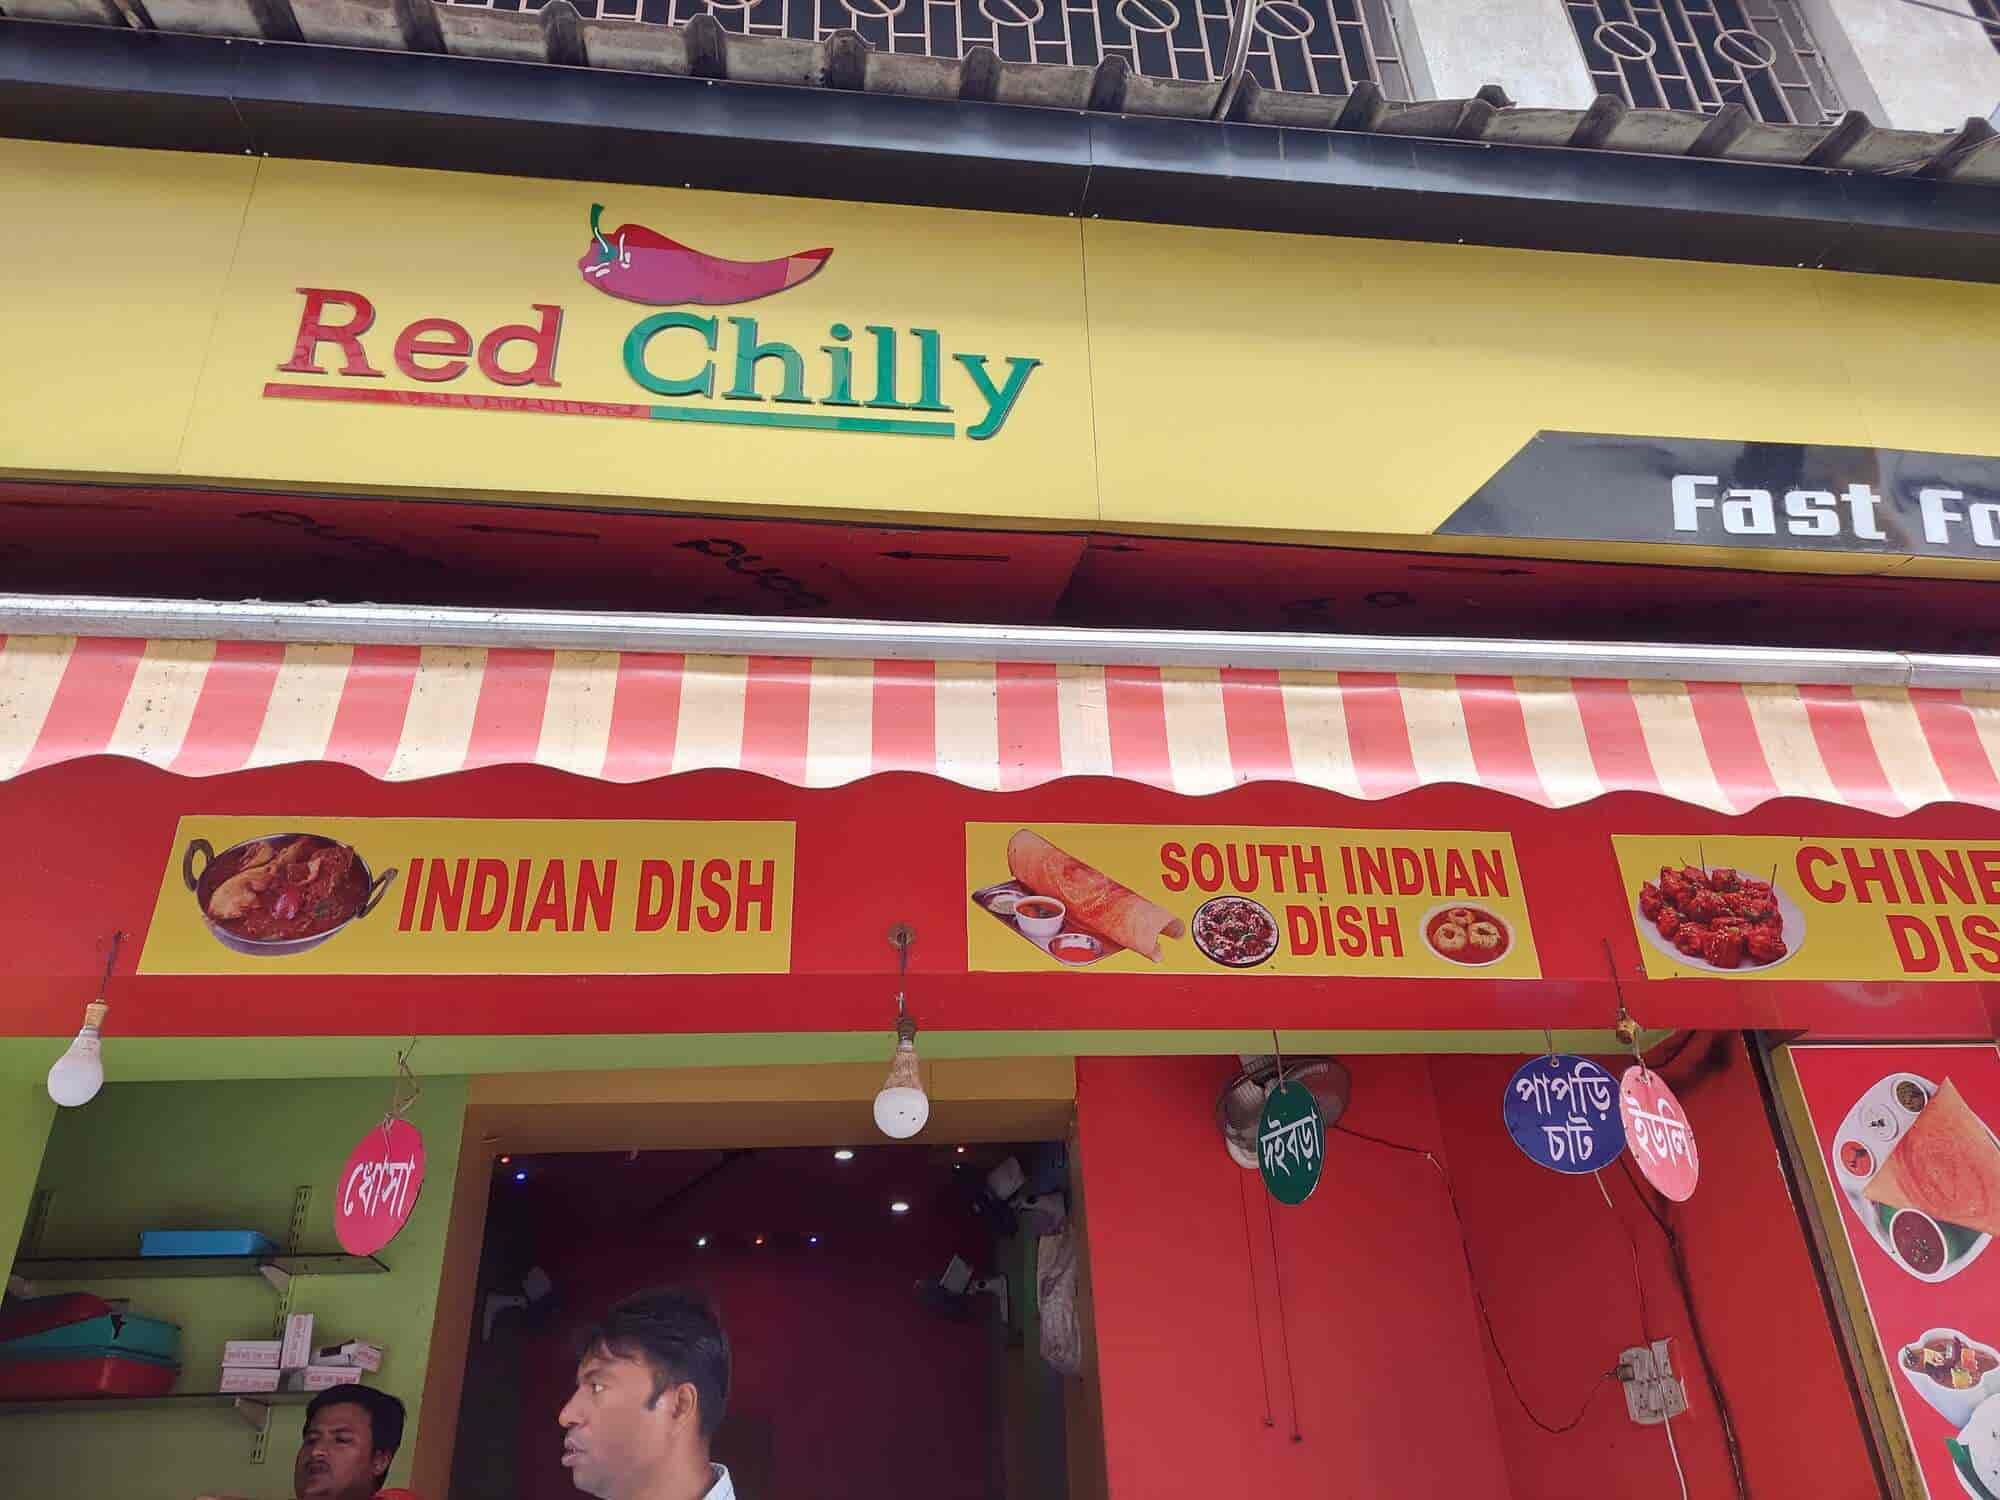 Red Chilly
Fast Fo
INDIAN DISH
SOUTH INDIAN
DISH
CHINE
DIS
ধোসা
দইবড়া
পাপড়ি
চাট
ইডলি